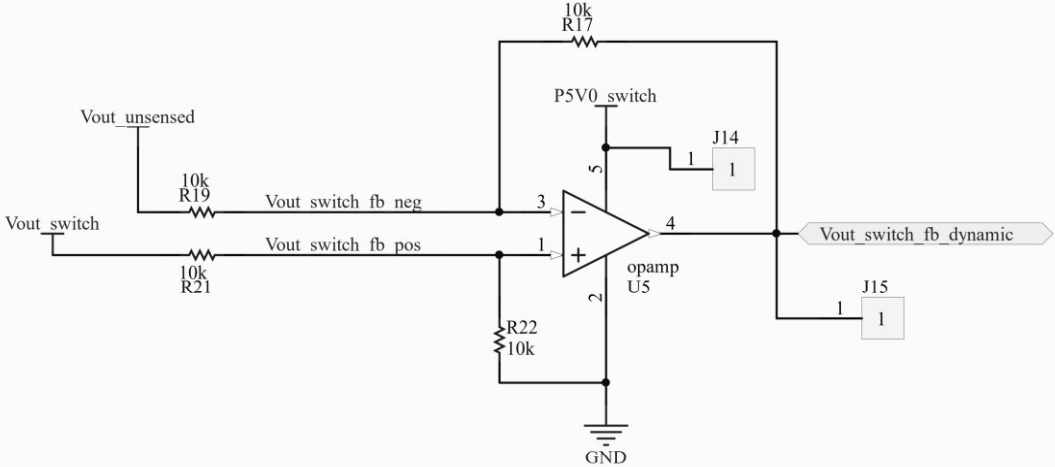 10k
R17
P5V0_switch
Vout_unsensed
J14
1
1
5
10k
R19
Vout_switch_fb_neg
3
Vout_switch
4
Vout_switch_fb_dynamic
Vout_switch_fb_pos
1
10k
R21
opamp
U5
2
J15
1
1
R22
10k
GND